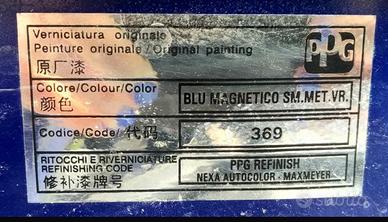 Verniciatura originale
Peinture originale/Original painting
原厂漆
PPG
Colore/Colour/Color
颜色
BLU MAGNETICO SM.MET.VR.
Codice/Code/代码
369
RITOCCHI E RIVERNICIATURE
REFINISHING CODE
修补漆牌号
PPG REFINISH
NEXA AUTOCOLOR - MAXMEYER
subito